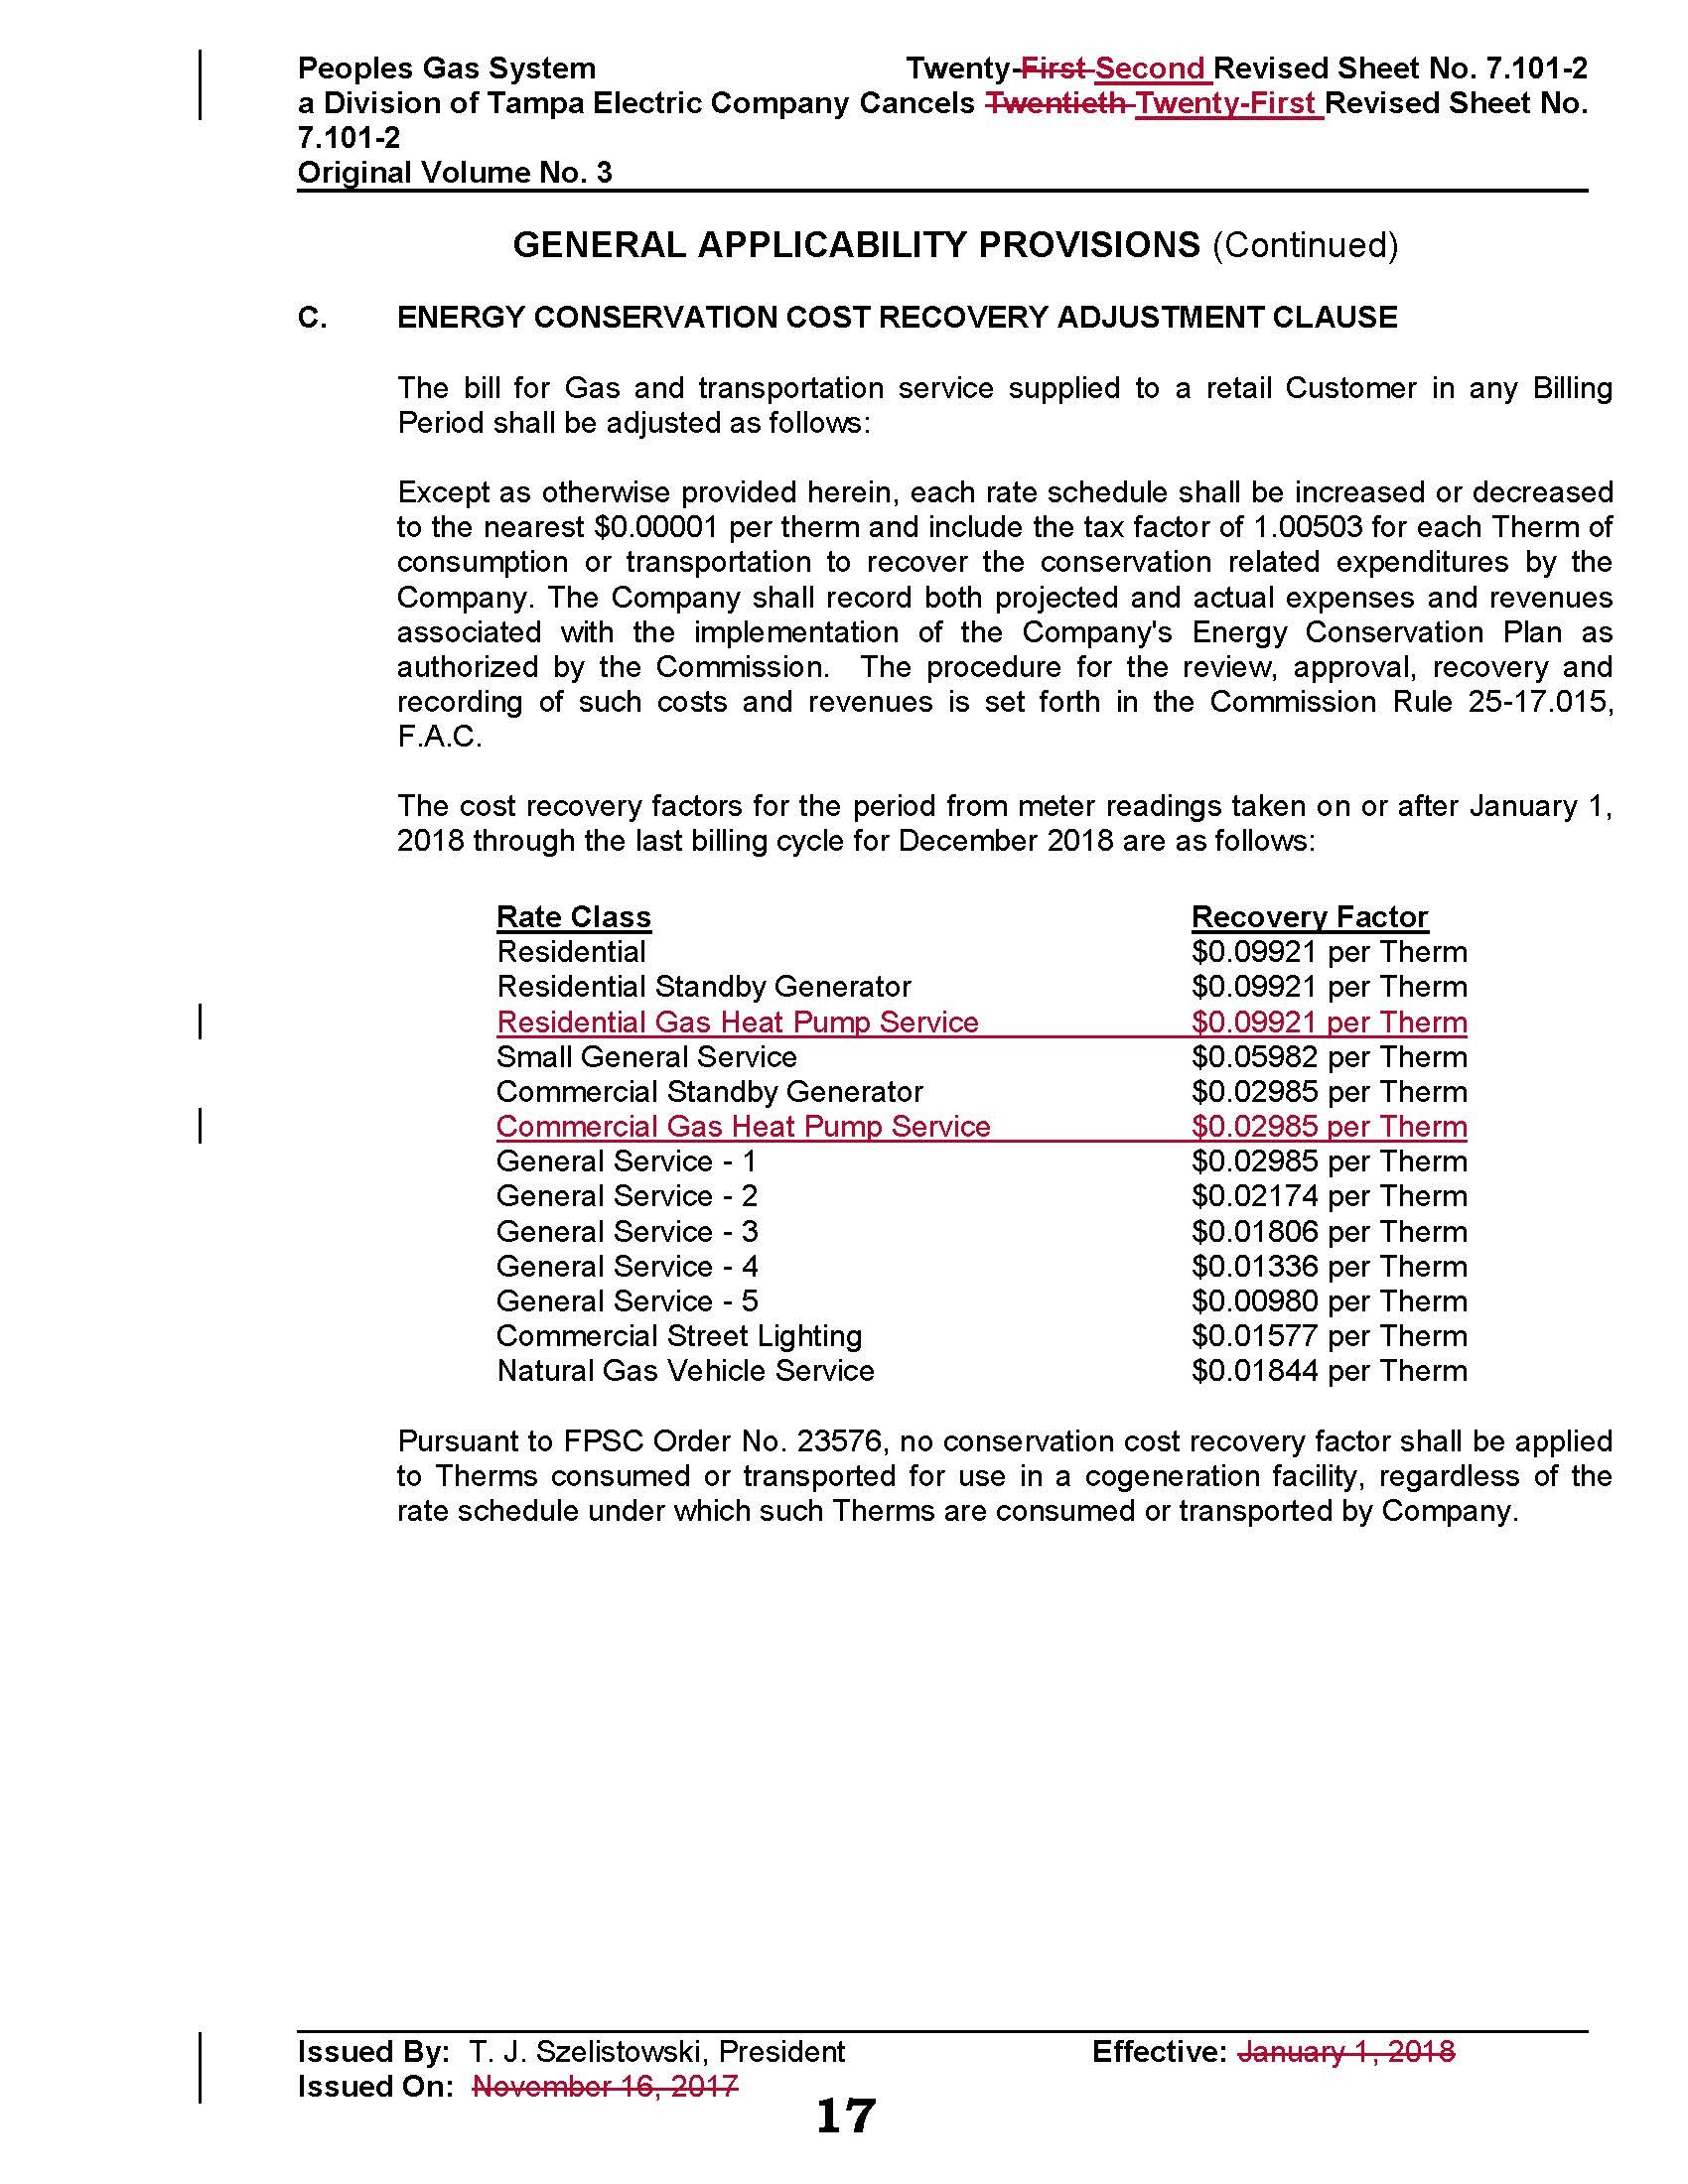 Peoples Gas System Twenty-First Second Revised Sheet No. 7.101-2
a Division of Tampa Electric Company Cancels Twentieth Twenty-First Revised Sheet No.
7.101-2
Original Volume No. 3
GENERAL APPLICABILITY PROVISIONS (Continued)
C. ENERGY CONSERVATION COST RECOVERY ADJUSTMENT CLAUSE
The bill for Gas and transportation service supplied to a retail Customer in any Billing
Period shall be adjusted as follows:
Except as otherwise provided herein, each rate schedule shall be increased or decreased
to the nearest $0.00001 per therm and include the tax factor of 1.00503 for each Therm of
consumption or transportation to recover the conservation related expenditures by the
Company. The Company shall record both projected and actual expenses and revenues
associated with the implementation of the Company's Energy Conservation Plan as
authorized by the Commission. The procedure for the review, approval, recovery and
recording of such costs and revenues is set forth in the Commission Rule 25-17.015,
F.A.C.
The cost recovery factors for the period from meter readings taken on or after January 1,
2018 through the last billing cycle for December 2018 are as follows:
Rate Class Recovery Factor
Residential $0.09921 per Therm
Residential Standby Generator $0.09921 per Therm
Residential Gas Heat Pump Service $0.09921 per Therm
Small General Service $0.05982 per Therm
Commercial Standby Generator $0.02985 per Therm
Commercial Gas Heat Pump Service $0.02985 per Therm
General Service - 1 $0.02985 per Therm
General Service - 2 $0.02174 per Therm
General Service - 3 $0.01806 per Therm
General Service - 4 $0.01336 per Therm
General Service - 5 $0.00980 per Therm
Commercial Street Lighting $0.01577 per Therm
Natural Gas Vehicle Service $0.01844 per Therm
Pursuant to FPSC Order No. 23576, no conservation cost recovery factor shall be applied
to Therms consumed or transported for use in a cogeneration facility, regardless of the
rate schedule under which such Therms are consumed or transported by Company.
Issued By: T. J. Szelistowski, President Effective: January 1, 2018
Issued On: November 16, 2017
17